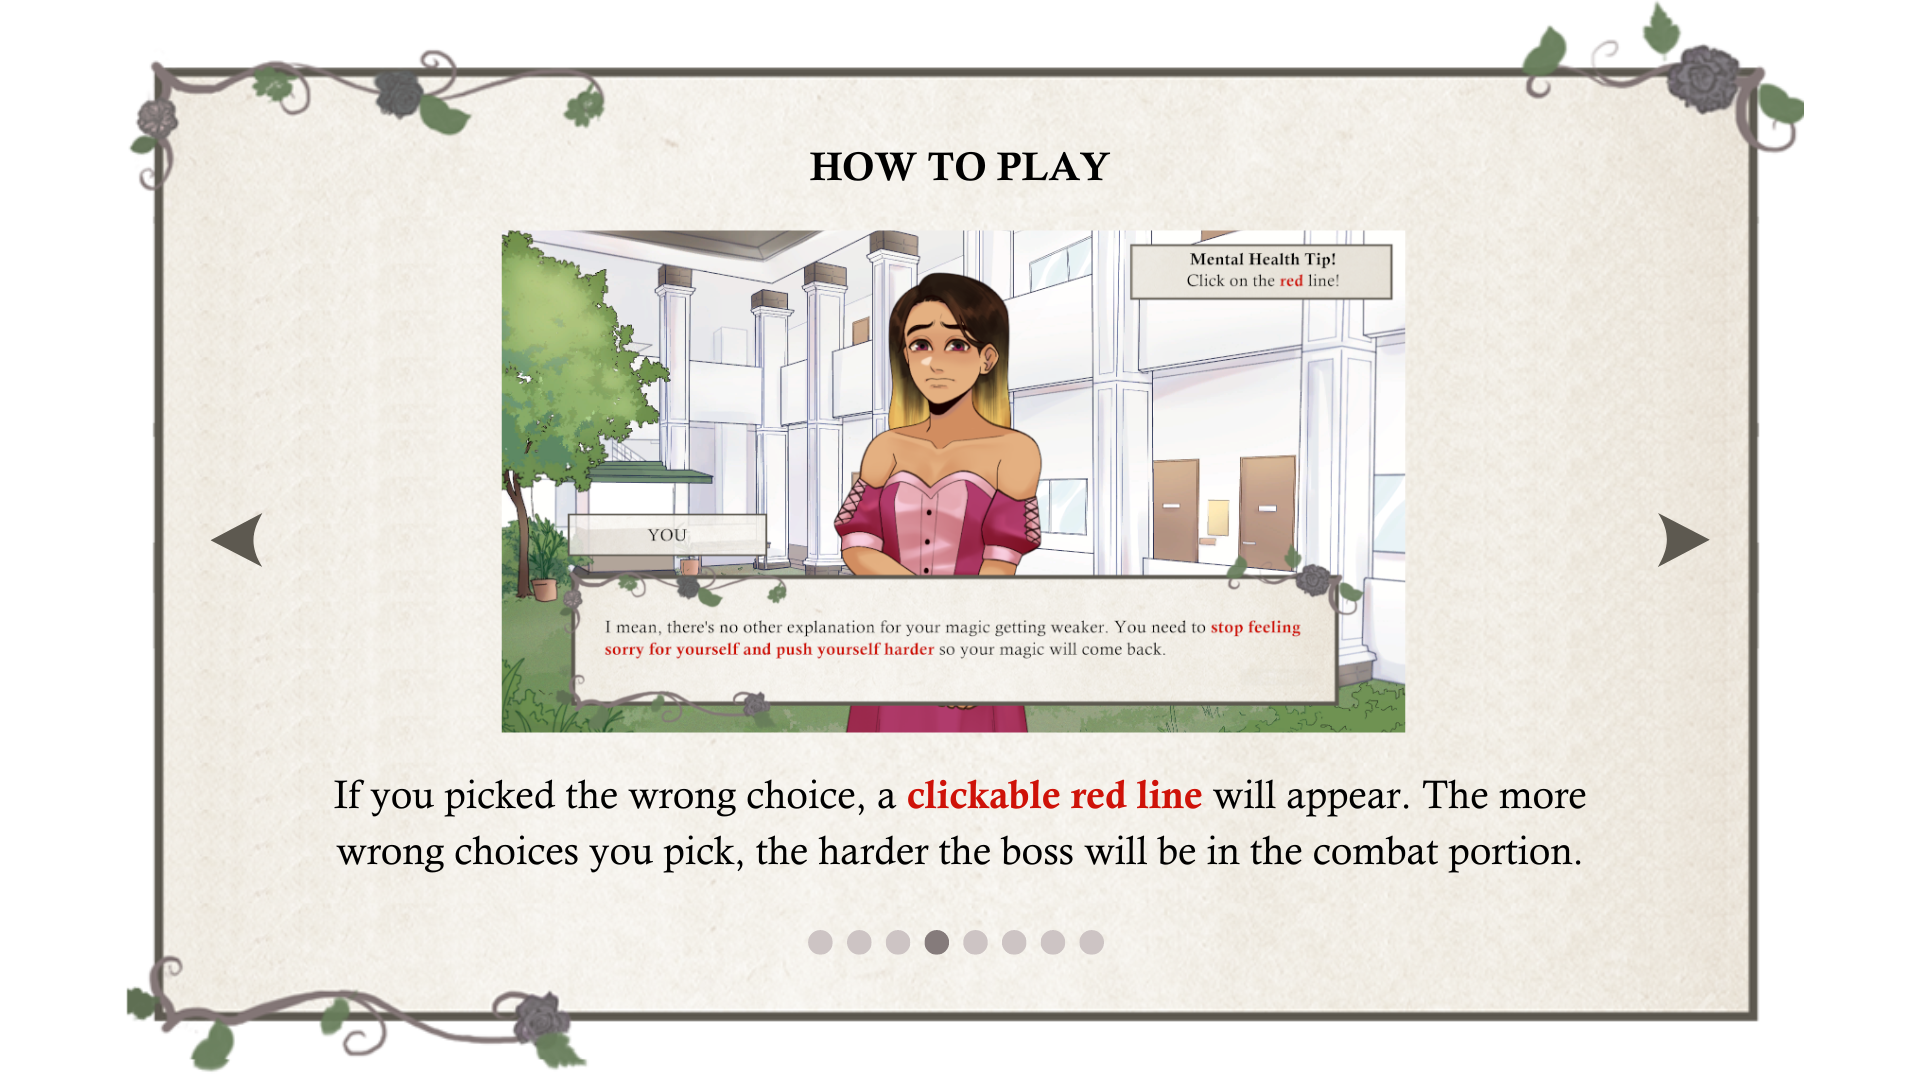 HOW TO PLAY
Mental Health Tip!
Click on the red line!
YOU
I mean, there's no other explanation for your magic getting weaker. You need to stop feeling
sorry for yourself and push yourself harder so your magic will come back.
If you picked the wrong choice, a clickable red line will appear. The more
wrong choices you pick, the harder the boss will be in the combat portion.